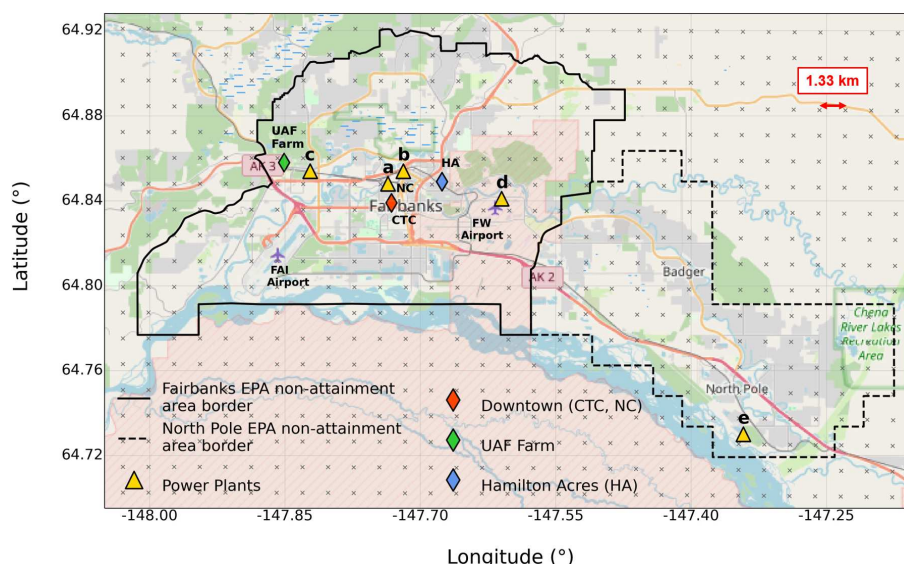 64.92
64.88
64.84
64.80
64.76
64.72
Latitude (°)
1.33 km
UAF
Farm
c
b
a
HA
AK 3
NC
d
Fairbanks
CTC
FW
Airport
FAI
Airport
AK 2
Badger
Chena
River Lakes
Recreation
Area
North Pole
e
Fairbanks EPA non-attainment
area border
North Pole EPA non-attainment
area border
Power Plants
Downtown (CTC, NC)
UAF Farm
Hamilton Acres (HA)
-148.00
-147.85
-147.70
-147.55
-147.40
-147.25
Longitude (°)